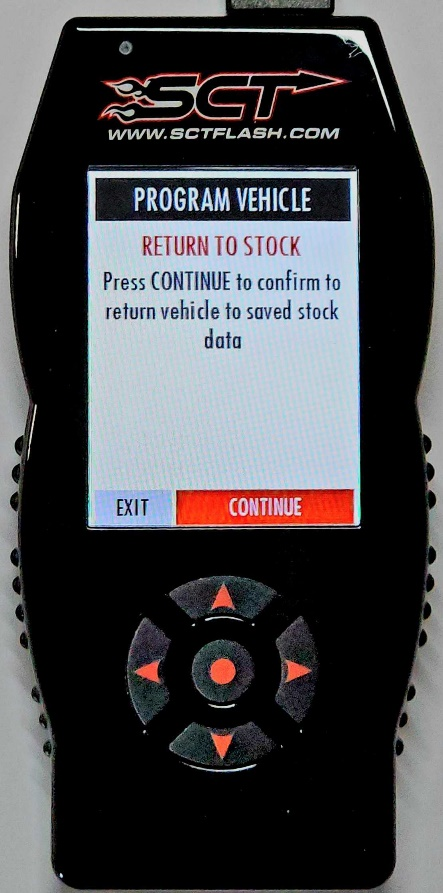 SCT
WWW.SCTFLASH.COM
PROGRAM VEHICLE
RETURN TO STOCK
Press CONTINUE to confirm to
return vehicle to saved stock
data
EXIT CONTINUE